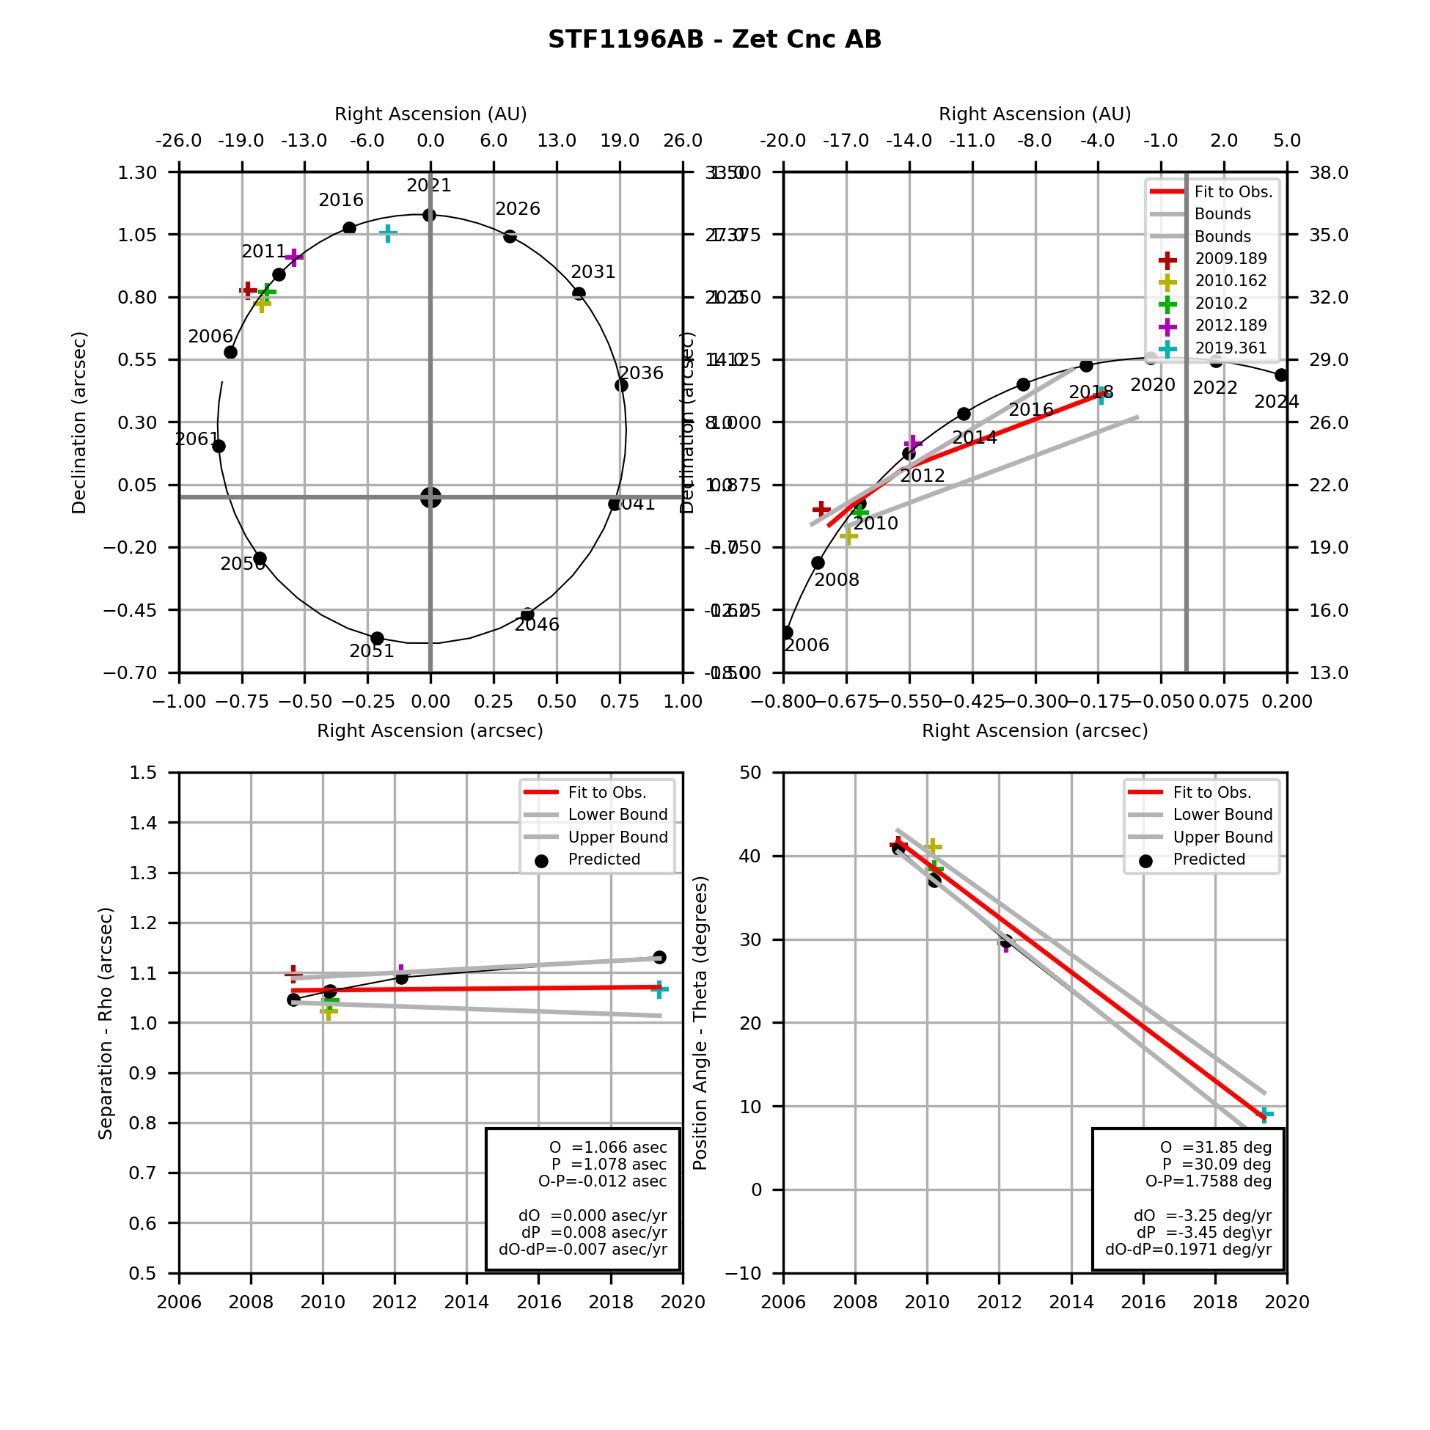 STF1196AB - Zet Cnc AB
Right Ascension (AU)
-26.0 -19.0 -13.0 -6.0 0.0 6.0 13.0 19.0 26.0
1.30
1.05
0.80
0.55
0.30
0.05
−0.20
−0.45
−0.70
Declination (arcsec)
2021
2016
2026
2011
2031
2006
2036
2061
2041
2056
2046
2051
−1.00 −0.75 −0.50 −0.25 0.00 0.25 0.50 0.75 1.00
Right Ascension (arcsec)
Right Ascension (AU)
-20.0 -17.0 -14.0 -11.0 -8.0 -4.0 -1.0 2.0 5.0
Declination (arcsec)
38.0
35.0
32.0
29.0
26.0
22.0
19.0
16.0
13.0
Fit to Obs.
Bounds
Bounds
2009.189
2010.162
2010.2
2012.189
2019.361
2018
2020
2022
2024
2016
2014
2012
2010
2008
2006
−0.800 −0.675 −0.550 −0.425 −0.300 −0.175 −0.050 0.075 0.200
Right Ascension (arcsec)
1.5
1.4
1.3
1.2
1.1
1.0
0.9
0.8
0.7
0.6
0.5
Separation - Rho (arcsec)
Fit to Obs.
Lower Bound
Upper Bound
Predicted
O =1.066 asec
P =1.078 asec
O-P=-0.012 asec
dO =0.000 asec/yr
dP =0.008 asec/yr
dO-dP=-0.007 asec/yr
2006 2008 2010 2012 2014 2016 2018 2020
50
40
30
20
10
0
−10
Position Angle - Theta (degrees)
Fit to Obs.
Lower Bound
Upper Bound
Predicted
O =31.85 deg
P =30.09 deg
O-P=1.7588 deg
dO =-3.25 deg/yr
dP =-3.45 deg\yr
dO-dP=0.1971 deg/yr
2006 2008 2010 2012 2014 2016 2018 2020